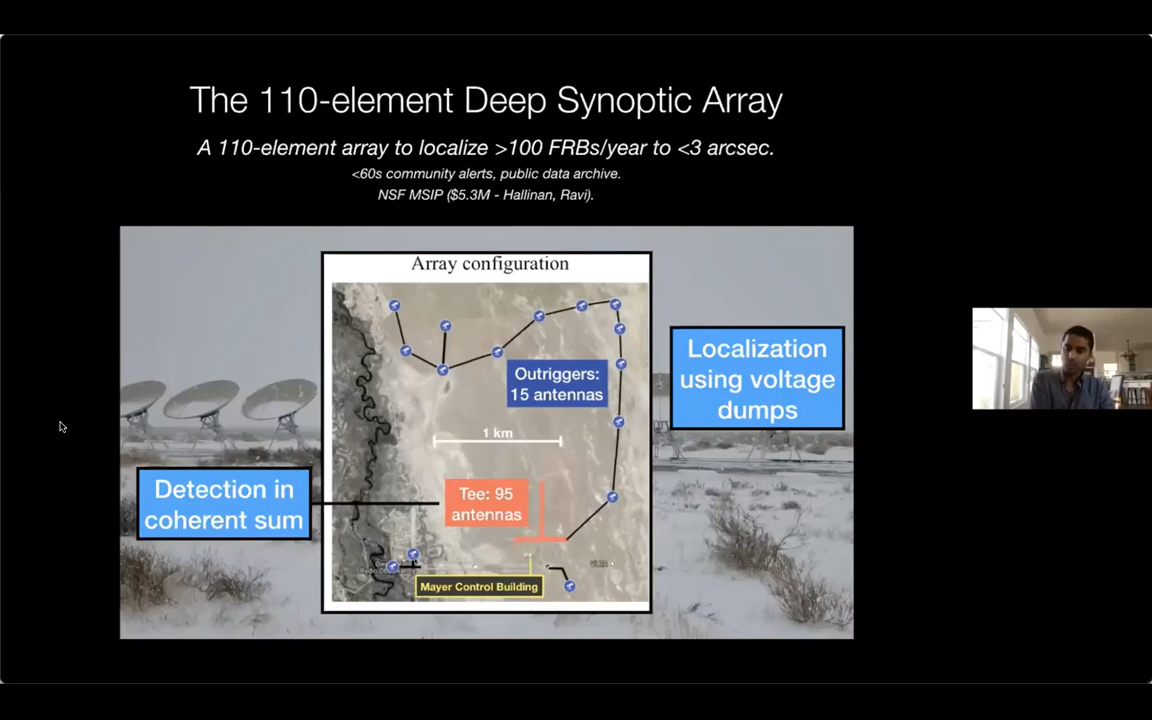 The 110-element Deep Synoptic Array
A 110-element array to localize >100 FRBs/year to <3 arcsec.
<60s community alerts, public data archive.
NSF MSIP ($5.3M - Hallinan, Ravi).
Array configuration
Outriggers:
15 antennas
Localization
using voltage
dumps
1 km
Detection in
coherent sum
Tee: 95
antennas
Mayer Control Building